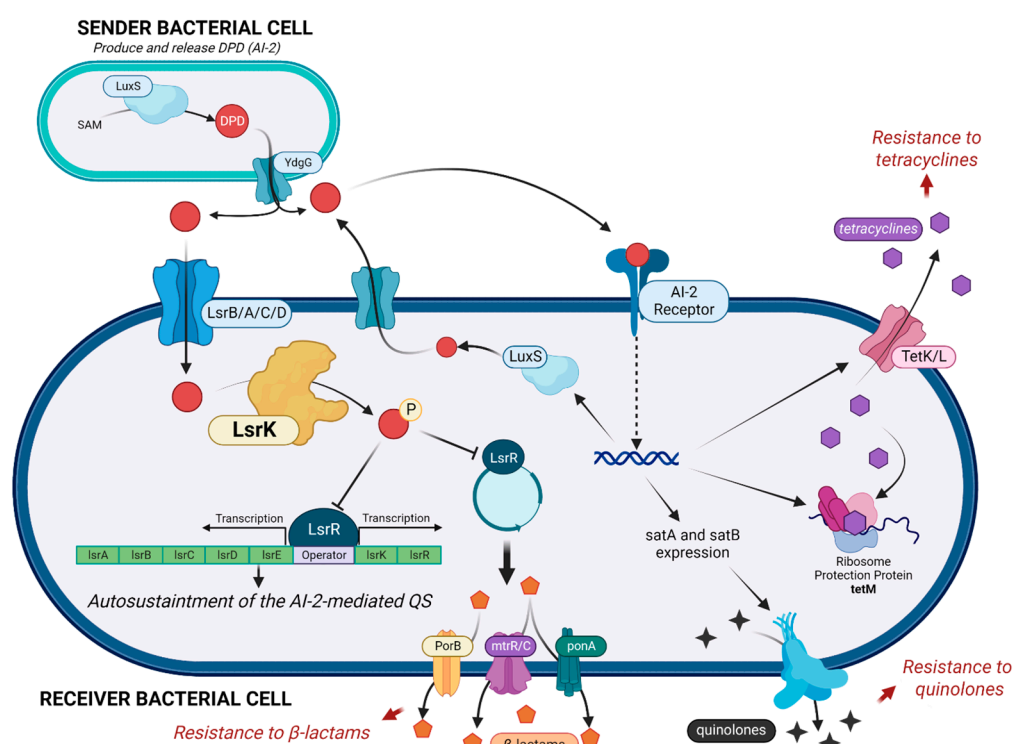 SENDER BACTERIAL CELL
Produce and release DPD (AI-2)
LuxS
SAM
DPD
YdgG
Resistance to
tetracyclines
tetracyclines
LsrB/A/C/D
AI-2
Receptor
TetK/L
LuxS
LsrK
P
LsrR
LsrR
Transcription
Transcription
lsrA
lsrB
lsrC
lsrD
lsrE
Operator
lsrK
lsrR
satA and satB
expression
Ribosome
Protection Protein
tetM
Autosustaintment of the AI-2-mediated QS
PorB
mtrR/C
ponA
RECEIVER BACTERIAL CELL
Resistance to β-lactams
β-lactams
quinolones
Resistance to
quinolones